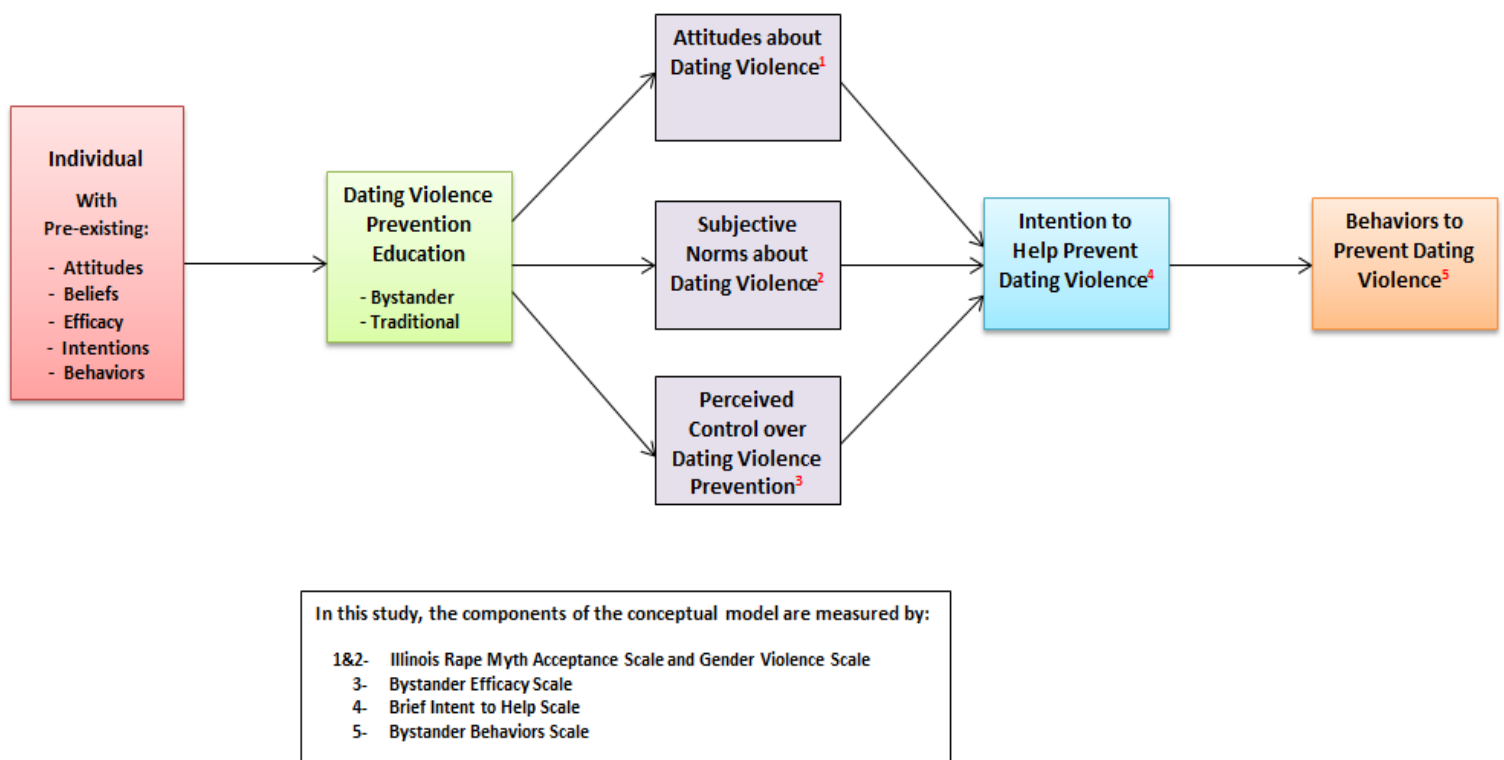 Individual
With
Pre-existing:
- Attitudes
- Beliefs
- Efficacy
- Intentions
- Behaviors
Dating Violence
Prevention
Education
- Bystander
- Traditional
Attitudes about
Dating Violence¹
Subjective
Norms about
Dating Violence²
Perceived
Control over
Dating Violence
Prevention³
Intention to
Help Prevent
Dating Violence⁴
Behaviors to
Prevent Dating
Violence⁵
In this study, the components of the conceptual model are measured by:
1&2- Illinois Rape Myth Acceptance Scale and Gender Violence Scale
3- Bystander Efficacy Scale
4- Brief Intent to Help Scale
5- Bystander Behaviors Scale